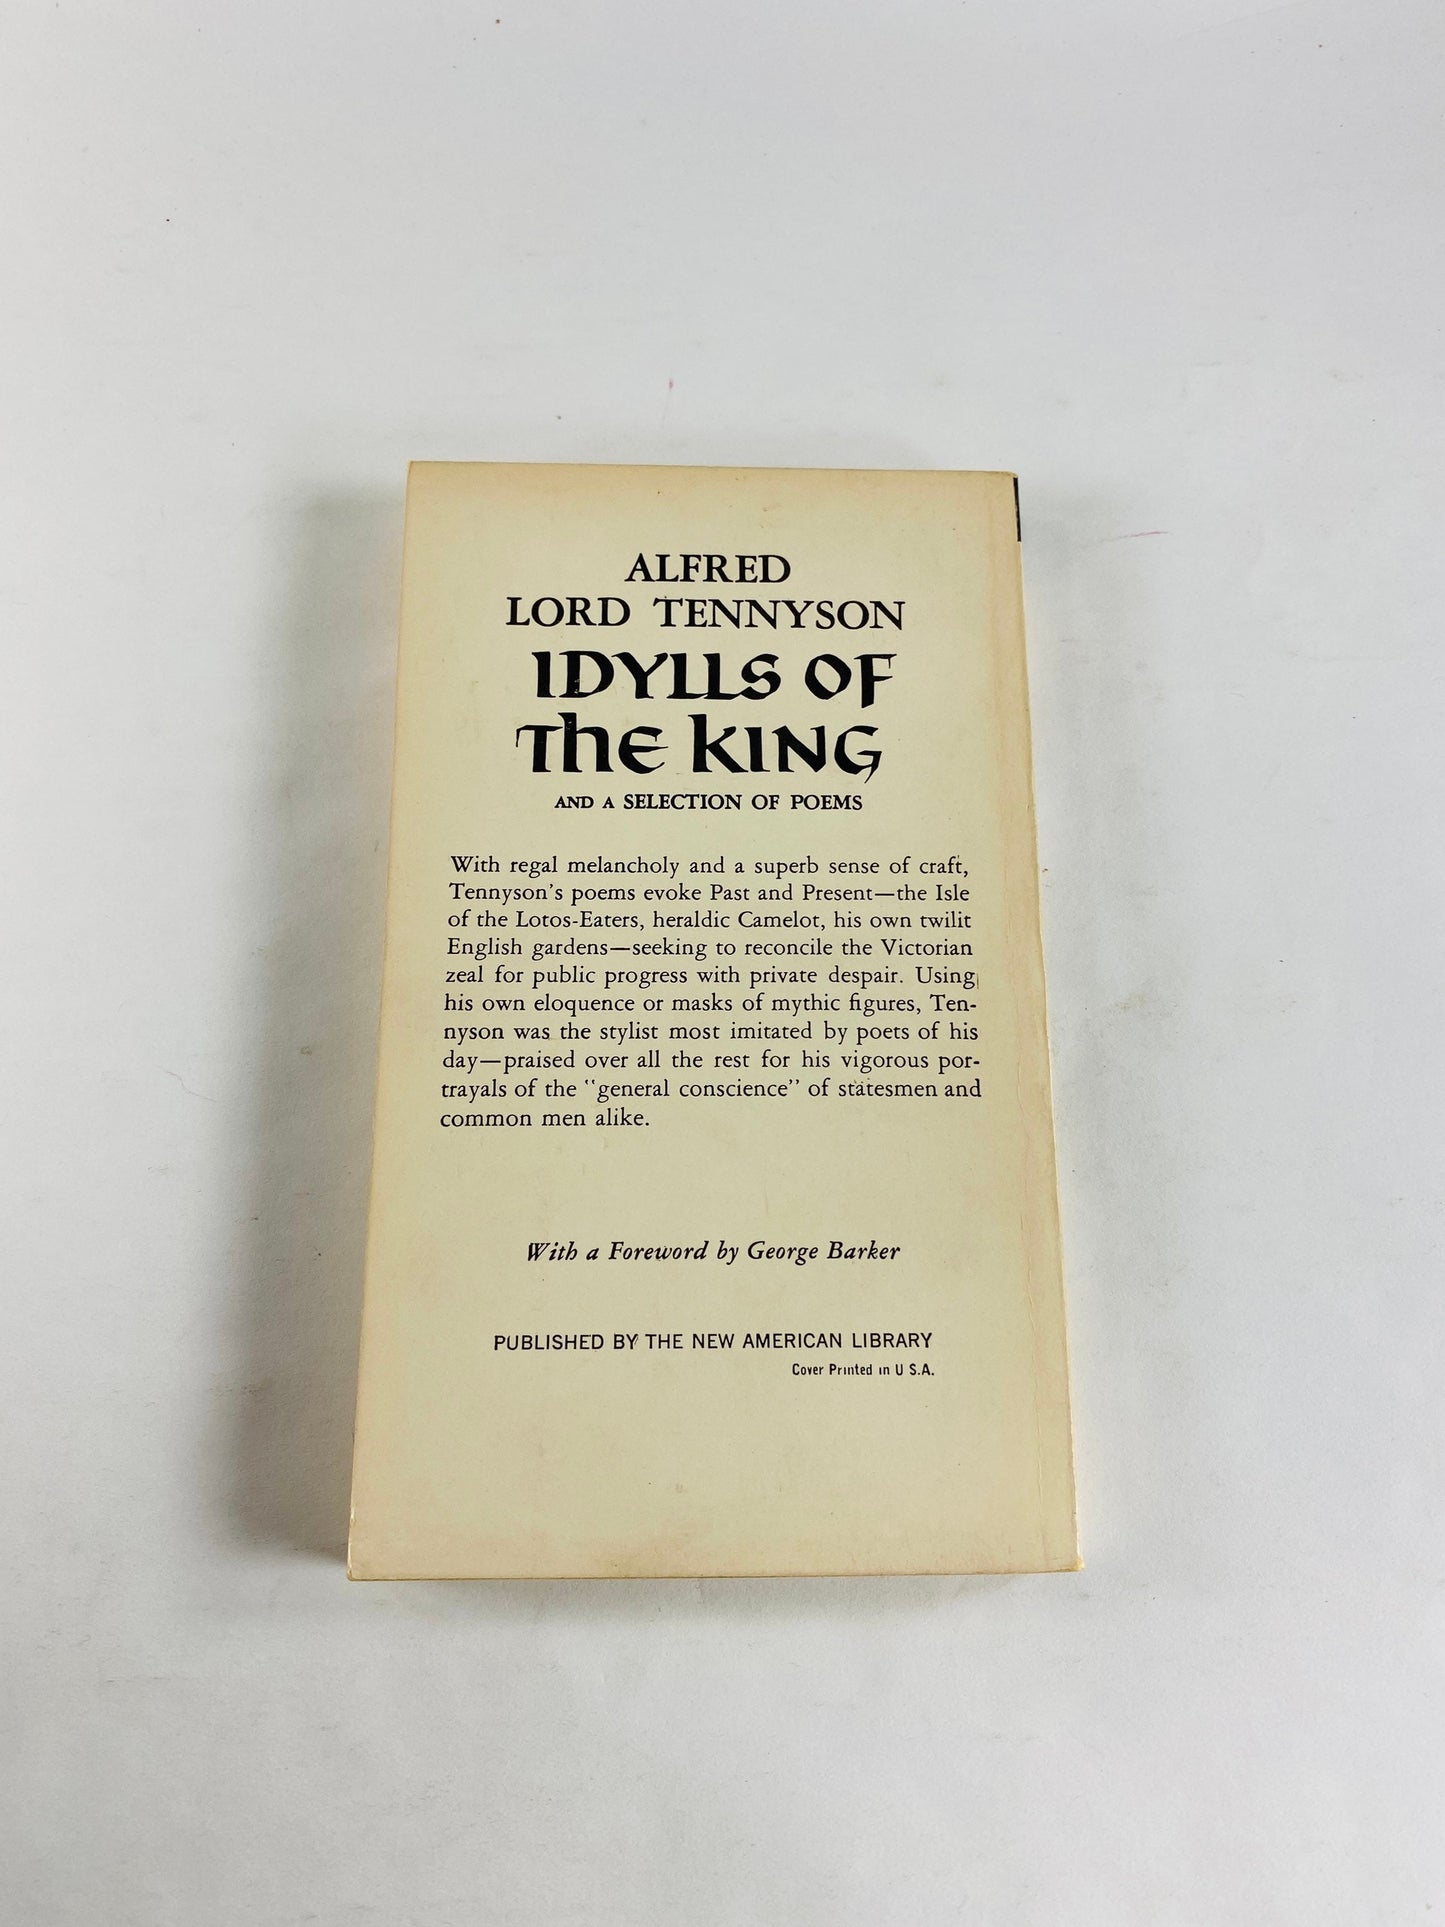 ALFRED
LORD TENNYSON
IDYLLS OF
The KING
AND A SELECTION OF POEMS
With regal melancholy and a superb sense of craft,
Tennyson's poems evoke Past and Present—the Isle
of the Lotos-Eaters, heraldic Camelot, his own twilit
English gardens—seeking to reconcile the Victorian
zeal for public progress with private despair. Using
his own eloquence or masks of mythic figures, Ten-
nyson was the stylist most imitated by poets of his
day—praised over all the rest for his vigorous por-
trayals of the "general conscience" of statesmen and
common men alike.
With a Foreword by George Barker
PUBLISHED BY THE NEW AMERICAN LIBRARY
Cover Printed in U S.A.